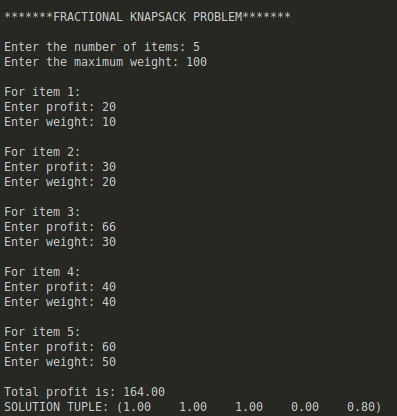 *******FRACTIONAL KNAPSACK PROBLEM*******
Enter the number of items: 5
Enter the maximum weight: 100
For item 1:
Enter profit: 20
Enter weight: 10
For item 2:
Enter profit: 30
Enter weight: 20
For item 3:
Enter profit: 66
Enter weight: 30
For item 4:
Enter profit: 40
Enter weight: 40
For item 5:
Enter profit: 60
Enter weight: 50
Total profit is: 164.00
SOLUTION TUPLE: (1.00    1.00    1.00    0.00    0.80)